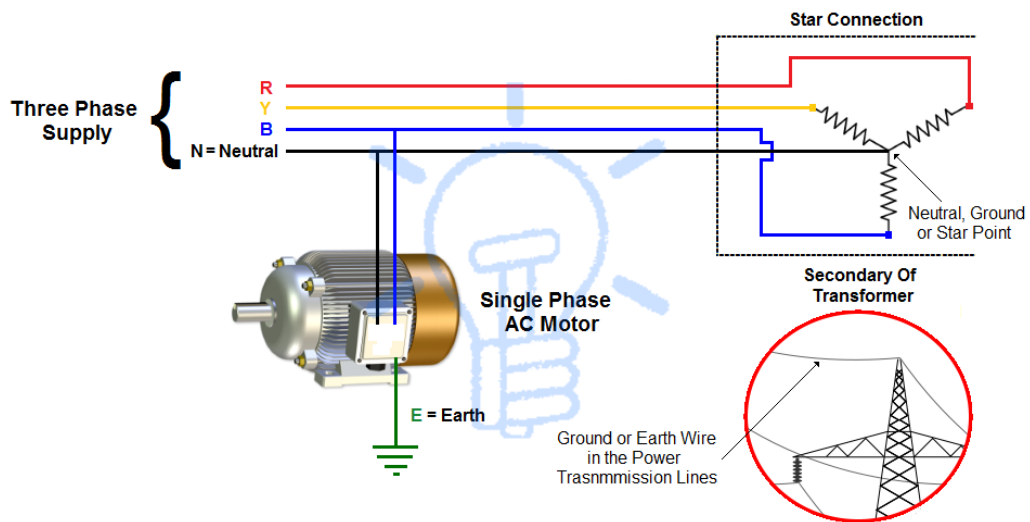 Star Connection
Three Phase
Supply
R
Y
B
N = Neutral
Neutral, Ground
or Star Point
Secondary Of
Transformer
Single Phase
AC Motor
E = Earth
Ground or Earth Wire
in the Power
Trasnmmission Lines